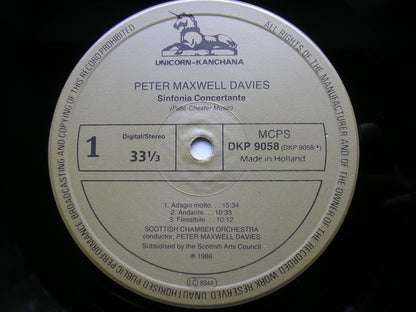 ALL RIGHTS OF THE MANUFACTURER AND OF THE OWNER OF THE RECORDED WORK RESERVED UNAUTHORISED PUBLIC PERFORMANCE BROADCASTING AND COPYING OF THIS RECORD PROHIBITED
UNICORN-KANCHANA
PETER MAXWELL DAVIES
Sinfonia Concertante
(Publ. Chester Music)
1
Digital/Stereo
33⅓
MCPS
DKP 9058 (DKP 9058 A)
Made in Holland
1. Adagio molto. . . 15:34
2. Andante. . . 10:33
3. Flessibile. . . 10:12
SCOTTISH CHAMBER ORCHESTRA
conductor, PETER MAXWELL DAVIES
Subsidised by the Scottish Arts Council
℗ 1986
LC 8344